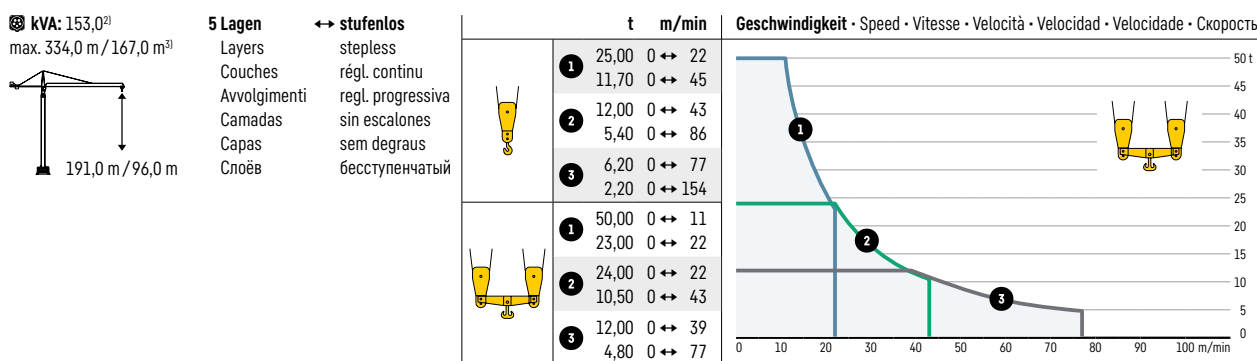 kVA: 153,0²⁾
max. 334,0 m / 167,0 m³⁾
191,0 m / 96,0 m
5 Lagen ↔ stufenlos
Layers stepless
Couches régl. continu
Avvolgimenti regl. progressiva
Camadas sin escalones
Capas sem degraus
Слоёв бесступенчатый
t m/min
1 25,00 0 ↔ 22
11,70 0 ↔ 45
2 12,00 0 ↔ 43
5,40 0 ↔ 86
3 6,20 0 ↔ 77
2,20 0 ↔ 154
1 50,00 0 ↔ 11
23,00 0 ↔ 22
2 24,00 0 ↔ 22
10,50 0 ↔ 43
3 12,00 0 ↔ 39
4,80 0 ↔ 77
Geschwindigkeit · Speed · Vitesse · Velocità · Velocidad · Velocidade · Скорость
50 t
45
40
35
30
25
20
15
10
5
0
1
2
3
0 10 20 30 40 50 60 70 80 90 100 m/min